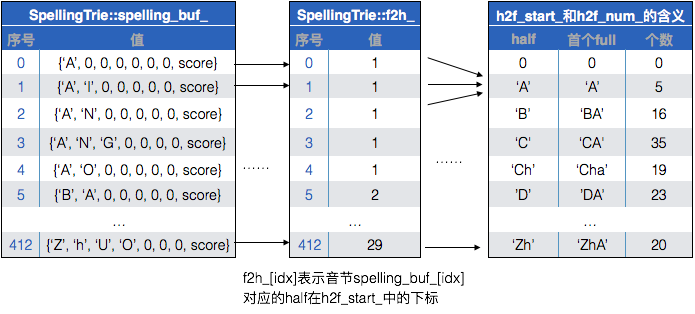 SpellingTrie::spelling_buf_
序号 值
0 {‘A’, 0, 0, 0, 0, 0, 0, score}
1 {‘A’, ‘I’, 0, 0, 0, 0, 0, score}
2 {‘A’, ‘N’, 0, 0, 0, 0, 0, score}
3 {‘A’, ‘N’, ‘G’, 0, 0, 0, 0, score}
4 {‘A’, ‘O’, 0, 0, 0, 0, 0, score}
5 {‘B’, ‘A’, 0, 0, 0, 0, 0, score}
...
412 {‘Z’, ‘h’, ‘U’, ‘O’, 0, 0, 0, score}
......
SpellingTrie::f2h_
序号 值
0 1
1 1
2 1
3 1
4 1
5 2
...
412 29
......
h2f_start_和h2f_num_的含义
half 首个full 个数
0 0 0
‘A’ ‘A’ 5
‘B’ ‘BA’ 16
‘C’ ‘CA’ 35
‘Ch’ ‘Cha’ 19
‘D’ ’DA’ 23
...
‘Zh’ ‘ZhA’ 20
f2h_[idx]表示音节spelling_buf_[idx]
对应的half在h2f_start_中的下标